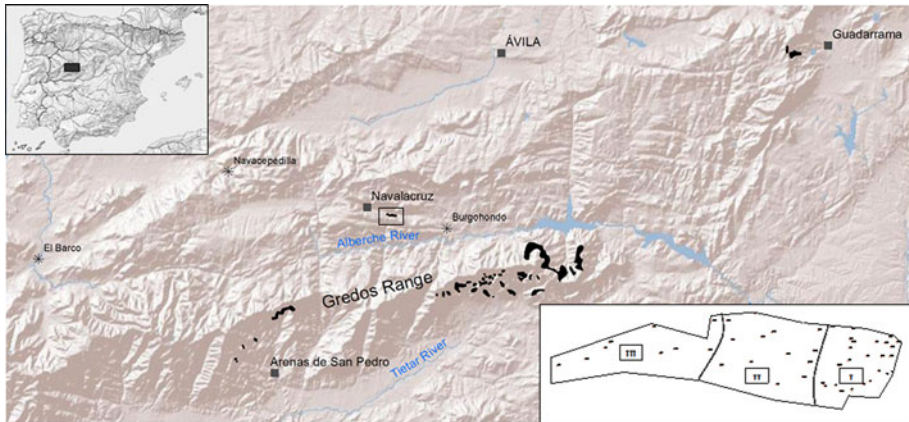 ÁVILA
Guadarrama
Navacepedilla
Navalacruz
Burgohondo
Alberche River
El Barco
Gredos Range
Arenas de San Pedro
Tietar River
III
II
I